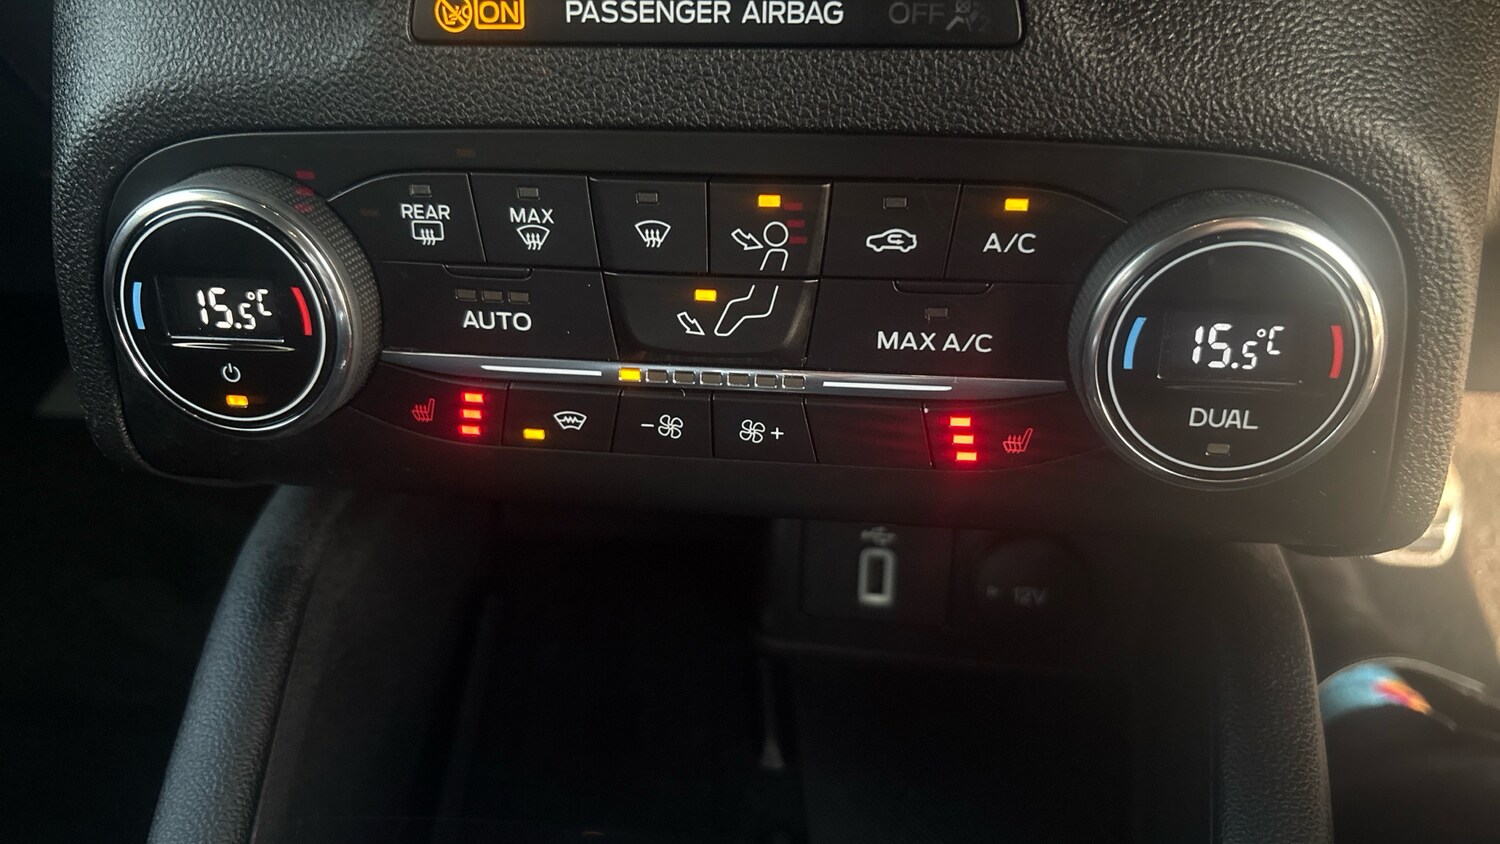 ON PASSENGER AIRBAG OFF
REAR
MAX
A/C
AUTO
MAX A/C
15.5°C
15.5°C
DUAL
- +
12V